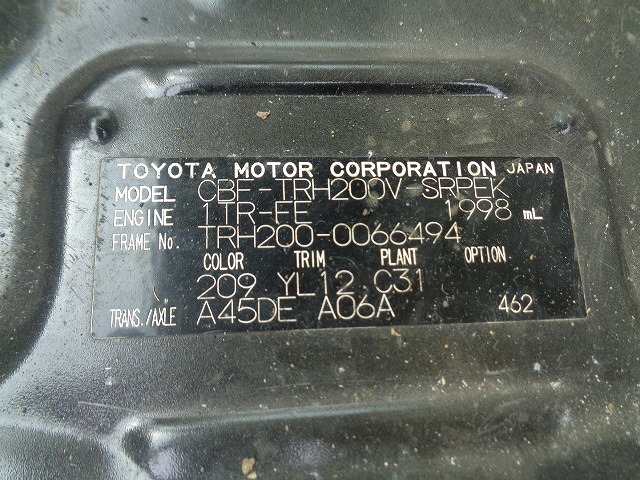 TOYOTA MOTOR CORPORATION JAPAN
MODEL CBF-TRH200V-SRPEK
ENGINE 1TR-FE 1998 mL
FRAME No. TRH200-0066494
COLOR TRIM PLANT OPTION
209 YL12 C31
TRANS./AXLE A45DE A06A 462